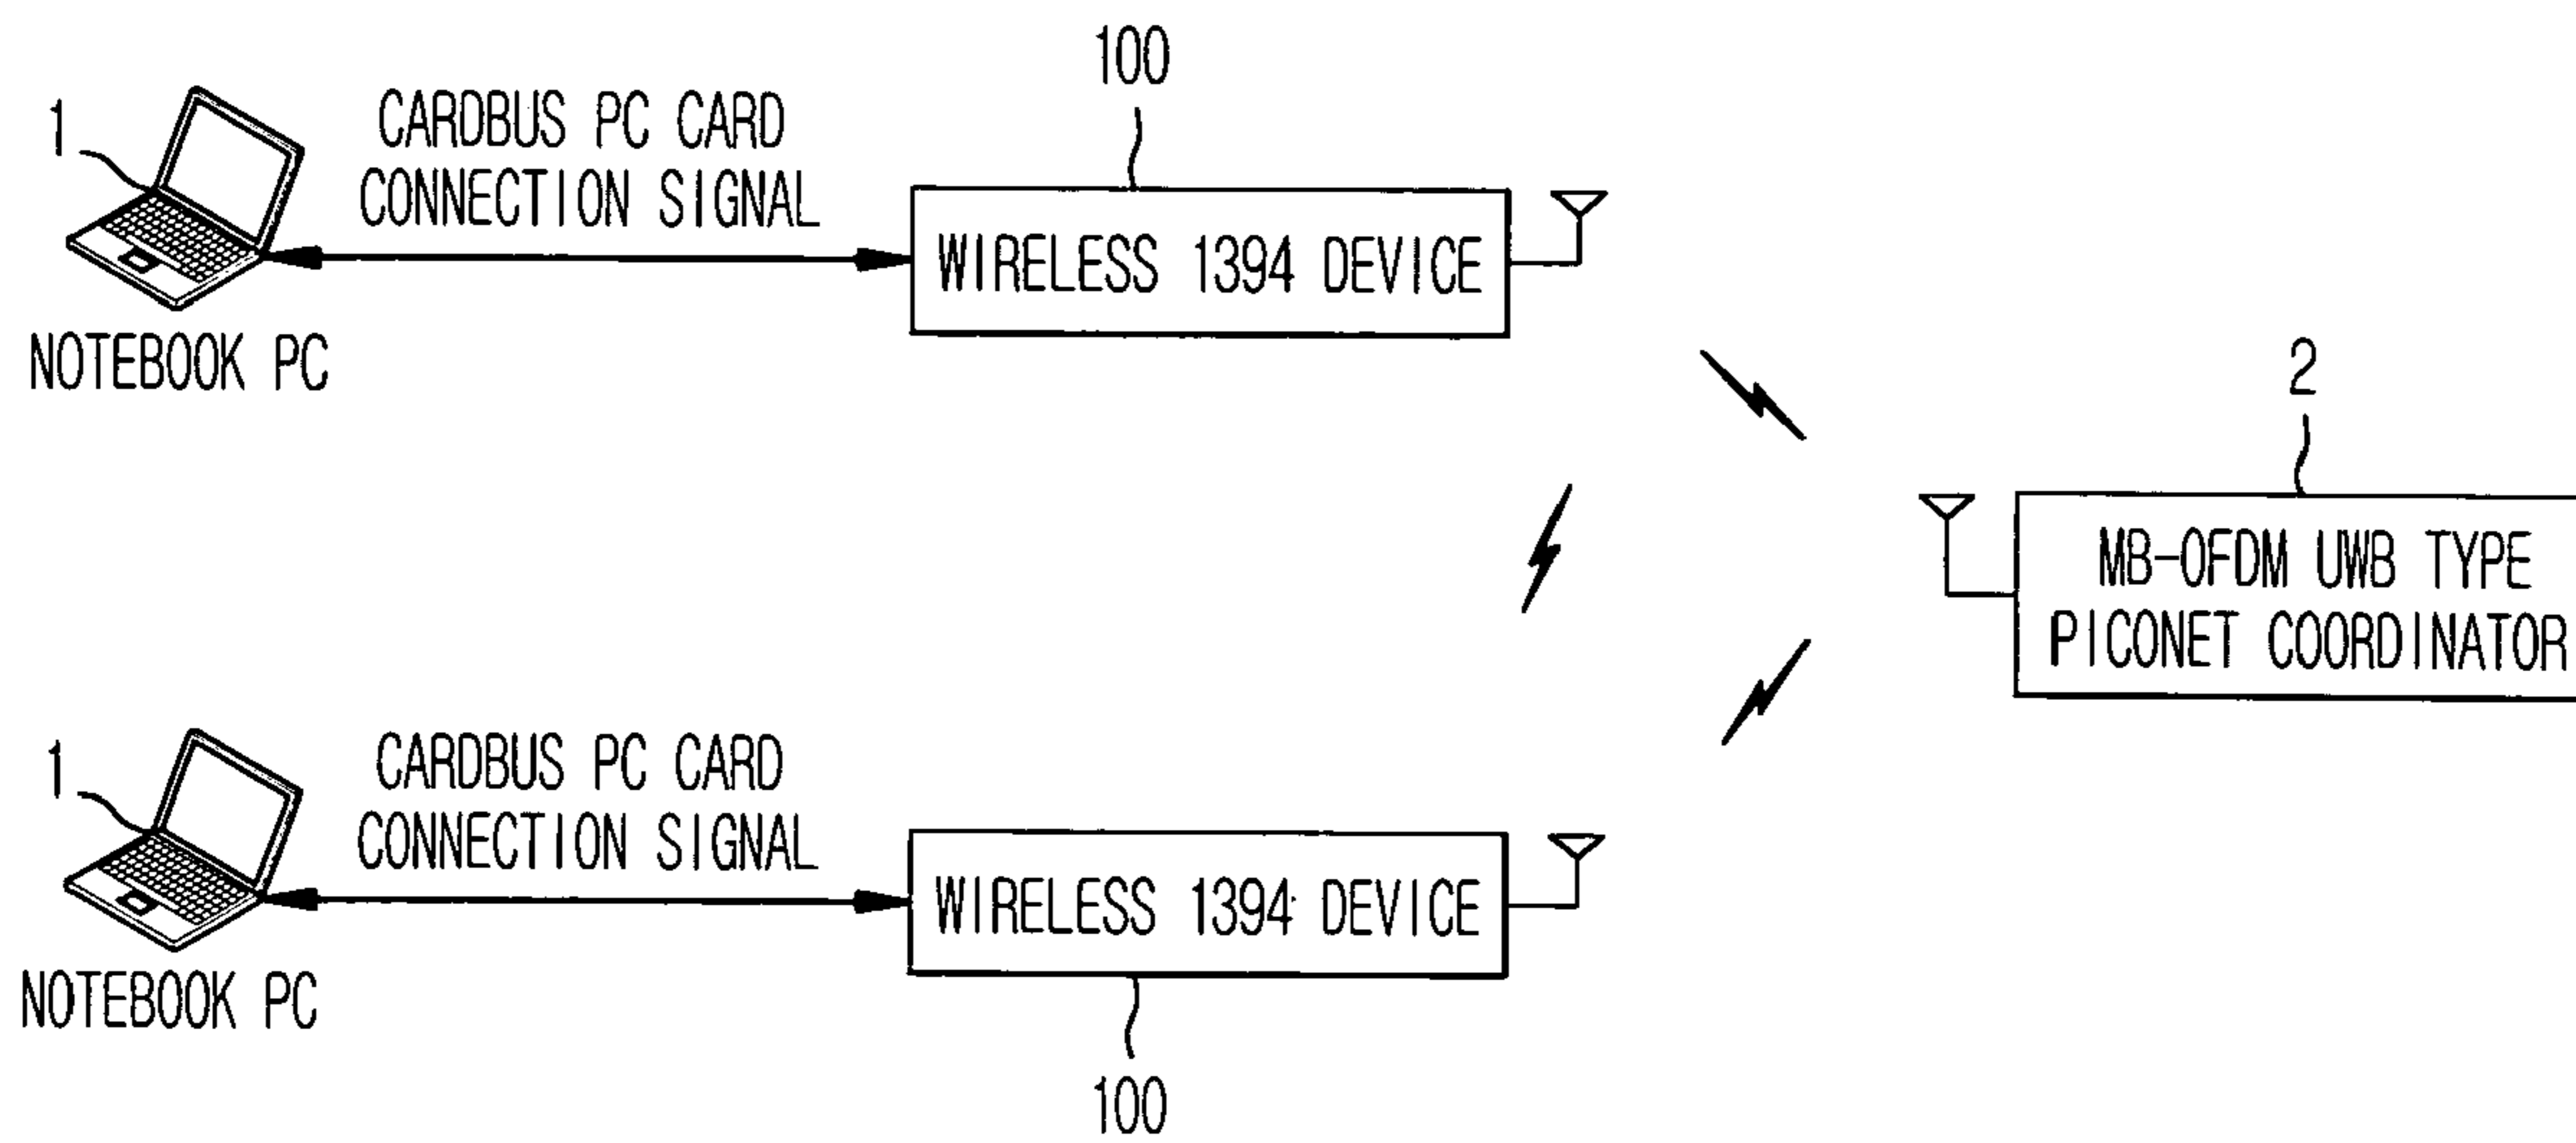 100
1
CARDBUS PC CARD
CONNECTION SIGNAL
WIRELESS 1394 DEVICE
NOTEBOOK PC
2
MB-OFDM UWB TYPE
PICONET COORDINATOR
1
CARDBUS PC CARD
CONNECTION SIGNAL
WIRELESS 1394 DEVICE
NOTEBOOK PC
100